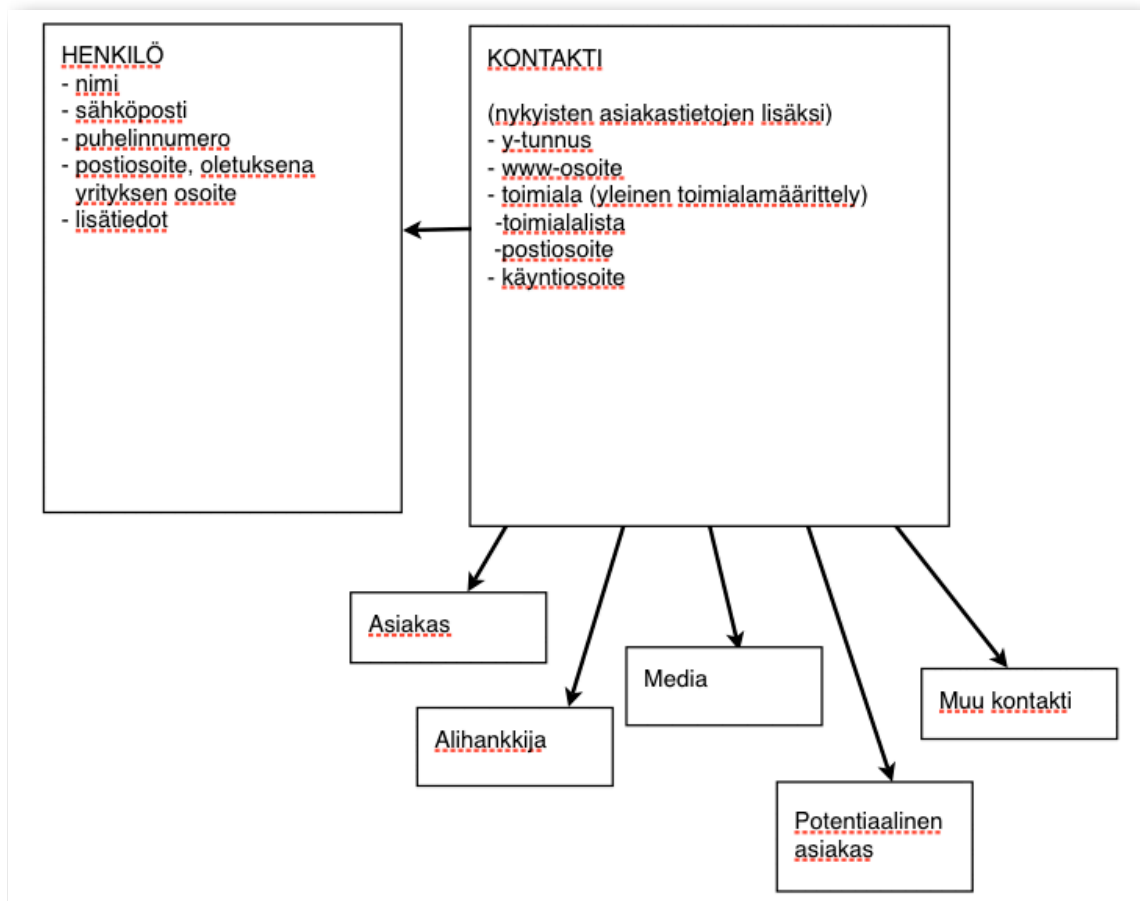 HENKILÖ
- nimi
- sähköposti
- puhelinnumero
- postiosoite, oletuksena
yrityksen osoite
- lisätiedot
KONTAKTI
(nykyisten asiakastietojen lisäksi)
- y-tunnus
- www-osoite
- toimiala (yleinen toimialamäärittely)
-toimialalista
-postiosoite
- käyntiosoite
Asiakas
Alihankkija
Media
Potentiaalinen
asiakas
Muu kontakti